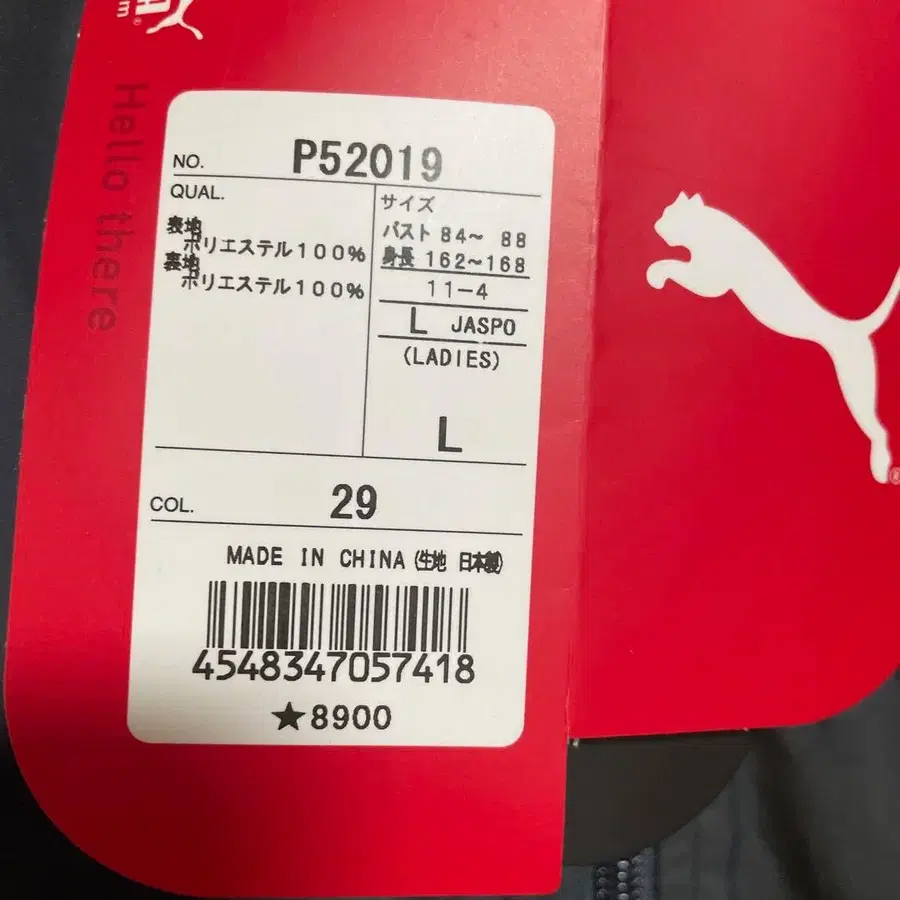 Hello there
NO. P52019
QUAL.
表地
ポリエステル100%
裏地
ポリエステル100%
サイズ
バスト 84~ 88
身長 162~168
11-4
L JASPO
(LADIES)
L
COL. 29
MADE IN CHINA (生地 日本製)
4548347057418
★8900
®